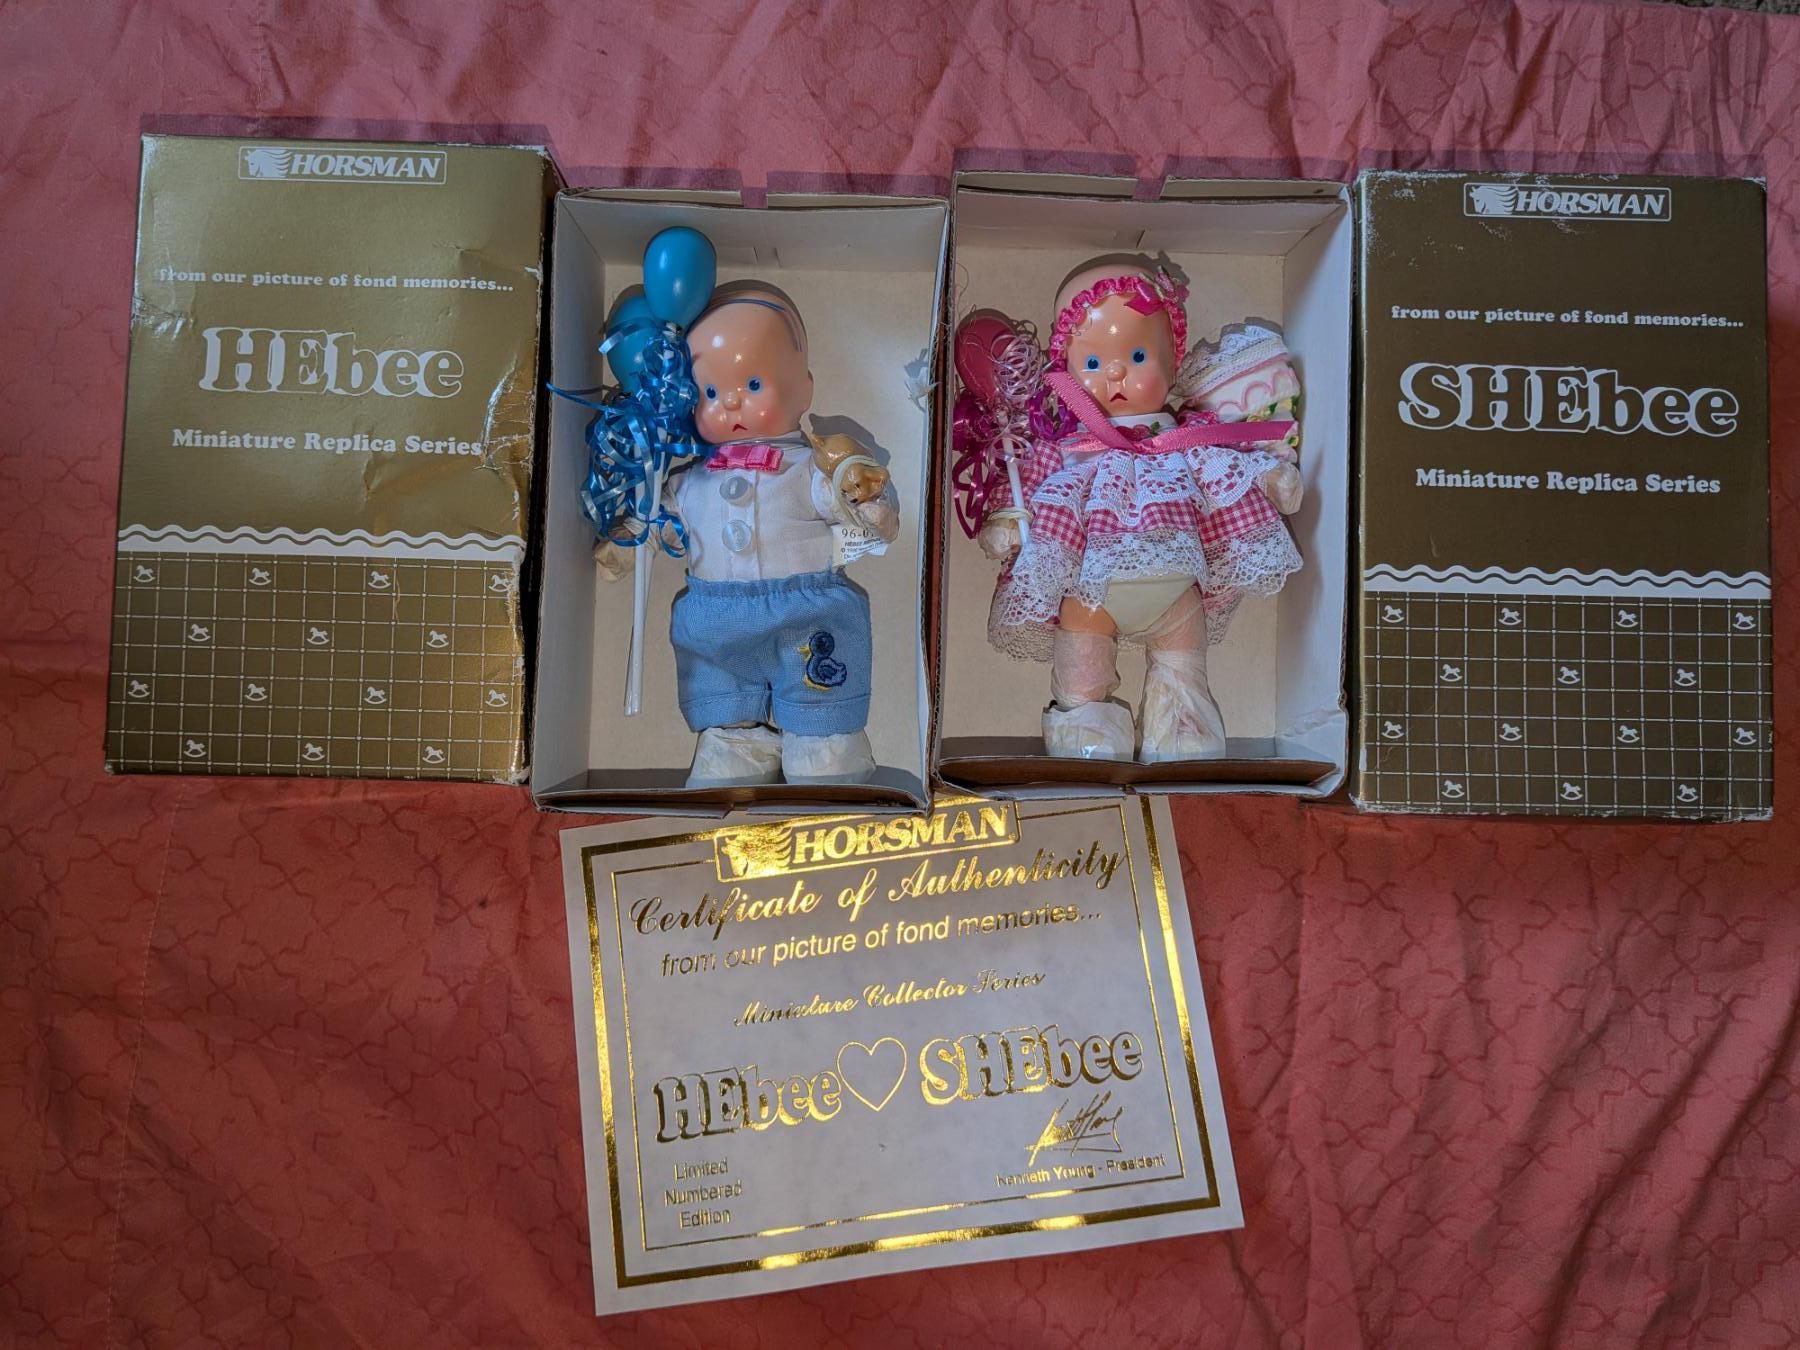 HORSMAN
from our picture of fond memories...
HEbee
Miniature Replica Series
HORSMAN
from our picture of fond memories...
SHEbee
Miniature Replica Series
HORSMAN
Certificate of Authenticity
from our picture of fond memories...
Miniature Collector Series
HEbee SHEbee
Limited
Numbered
Edition
Kenneth Young - President